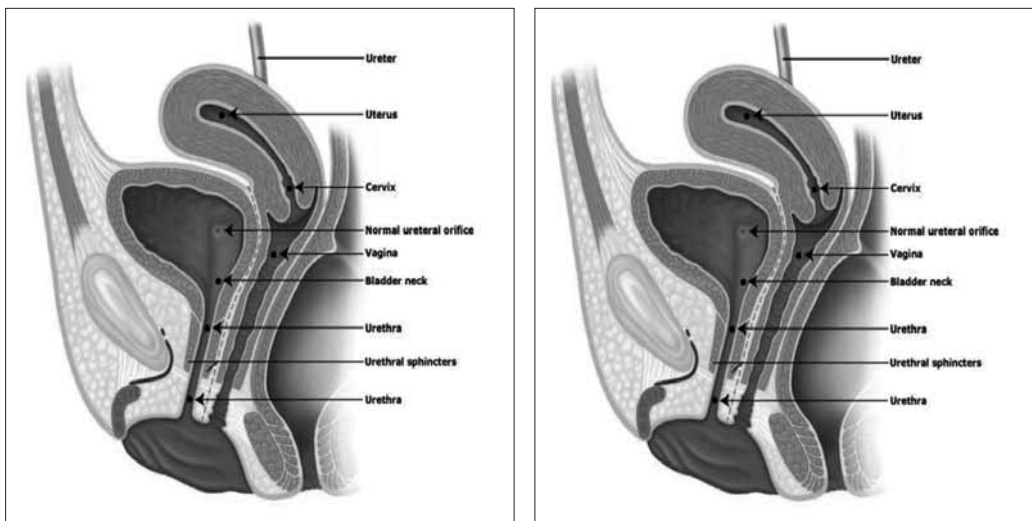 Ureter
Uterus
Cervix
Normal ureteral orifice
Vagina
Bladder neck
Urethra
Urethral sphincters
Urethra
Ureter
Uterus
Cervix
Normal ureteral orifice
Vagina
Bladder neck
Urethra
Urethral sphincters
Urethra